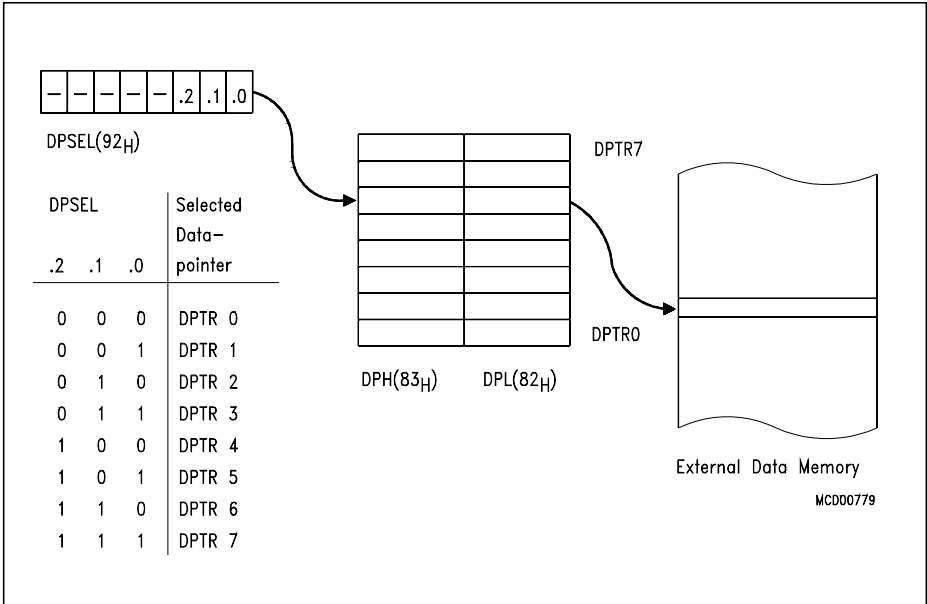 – – – – – .2 .1 .0
DPSEL(92H)
DPSEL Selected
Data–
.2 .1 .0 pointer
0 0 0 DPTR 0
0 0 1 DPTR 1
0 1 0 DPTR 2
0 1 1 DPTR 3
1 0 0 DPTR 4
1 0 1 DPTR 5
1 1 0 DPTR 6
1 1 1 DPTR 7
DPTR7
DPTR0
DPH(83H) DPL(82H)
External Data Memory
MCD00779